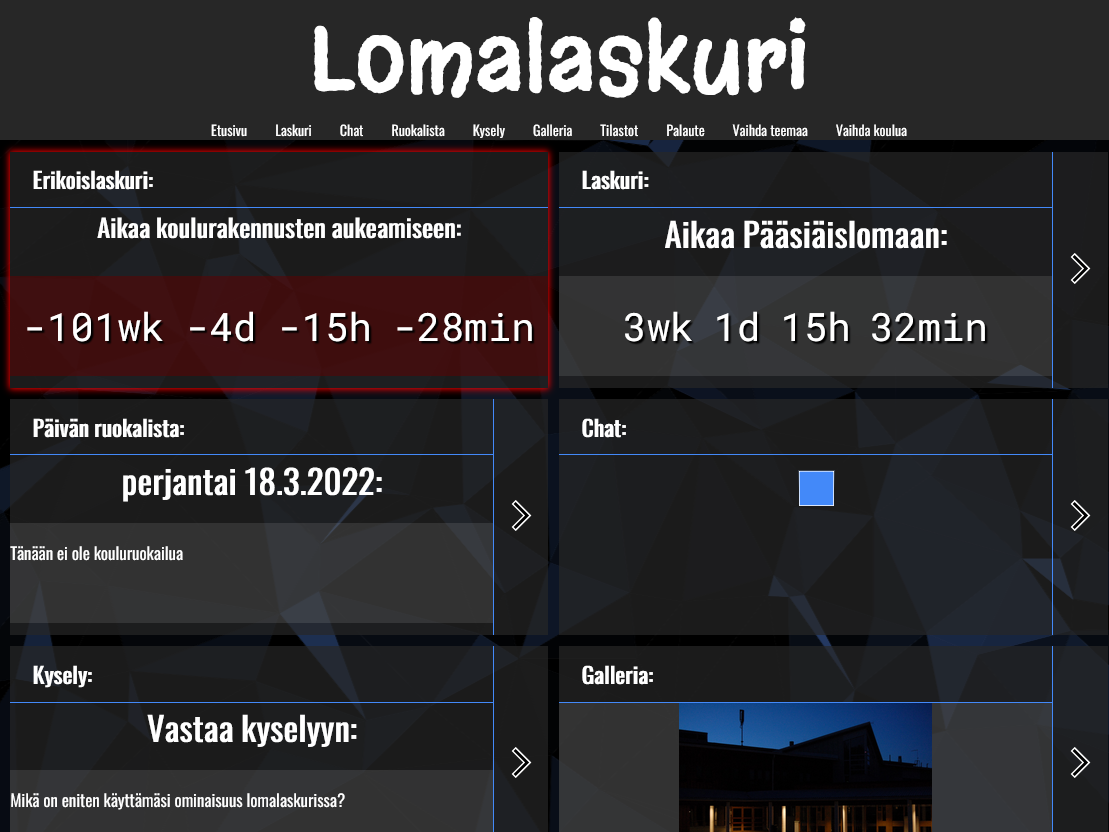 Lomalaskuri
Etusivu Laskuri Chat Ruokalista Kysely Galleria Tilastot Palaute Vaihda teemaa Vaihda koulua
Erikoislaskuri:
Aikaa koulurakennusten aukeamiseen:
-101wk -4d -15h -28min
Laskuri:
Aikaa Pääsiäislomaan:
3wk 1d 15h 32min
Päivän ruokalista:
perjantai 18.3.2022:
Tänään ei ole kouluruokailua
Chat:
Kysely:
Vastaa kyselyyn:
Mikä on eniten käyttämäsi ominaisuus lomalaskurissa?
Galleria: